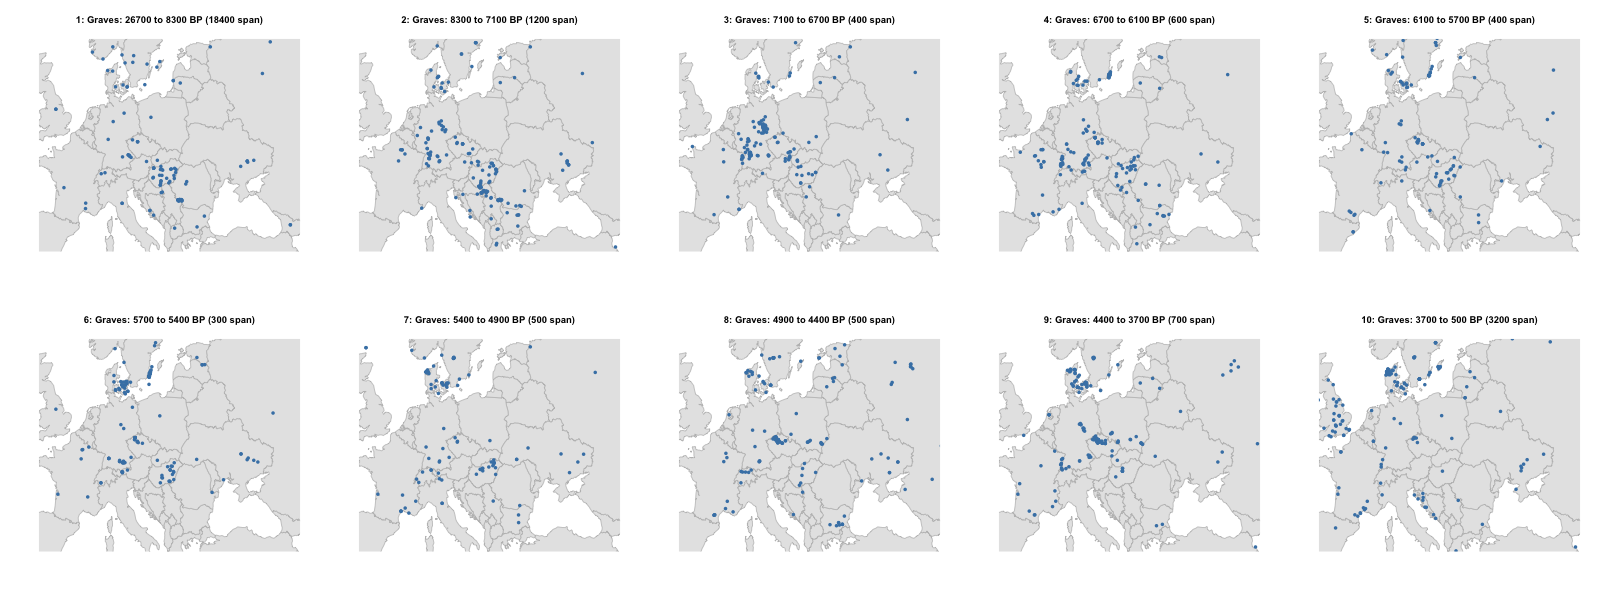 1: Graves: 26700 to 8300 BP (18400 span)
2: Graves: 8300 to 7100 BP (1200 span)
3: Graves: 7100 to 6700 BP (400 span)
4: Graves: 6700 to 6100 BP (600 span)
5: Graves: 6100 to 5700 BP (400 span)
6: Graves: 5700 to 5400 BP (300 span)
7: Graves: 5400 to 4900 BP (500 span)
8: Graves: 4900 to 4400 BP (500 span)
9: Graves: 4400 to 3700 BP (700 span)
10: Graves: 3700 to 500 BP (3200 span)